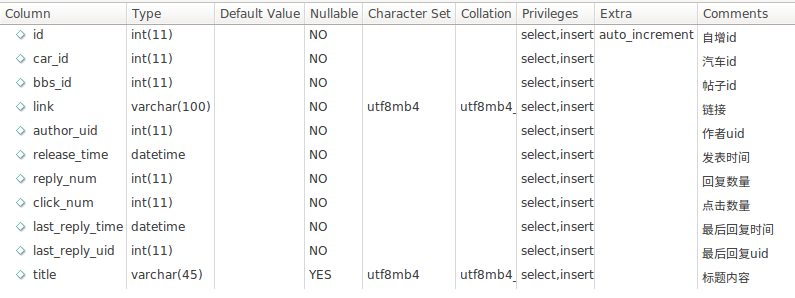 Column Type Default Value Nullable Character Set Collation Privileges Extra Comments
id int(11) NO select,insert auto_increment 自增id
car_id int(11) NO select,insert 汽车id
bbs_id int(11) NO select,insert 帖子id
link varchar(100) NO utf8mb4 utf8mb4_ select,insert 链接
author_uid int(11) NO select,insert 作者uid
release_time datetime NO select,insert 发表时间
reply_num int(11) NO select,insert 回复数量
click_num int(11) NO select,insert 点击数量
last_reply_time datetime NO select,insert 最后回复时间
last_reply_uid int(11) NO select,insert 最后回复uid
title varchar(45) YES utf8mb4 utf8mb4_ select,insert 标题内容